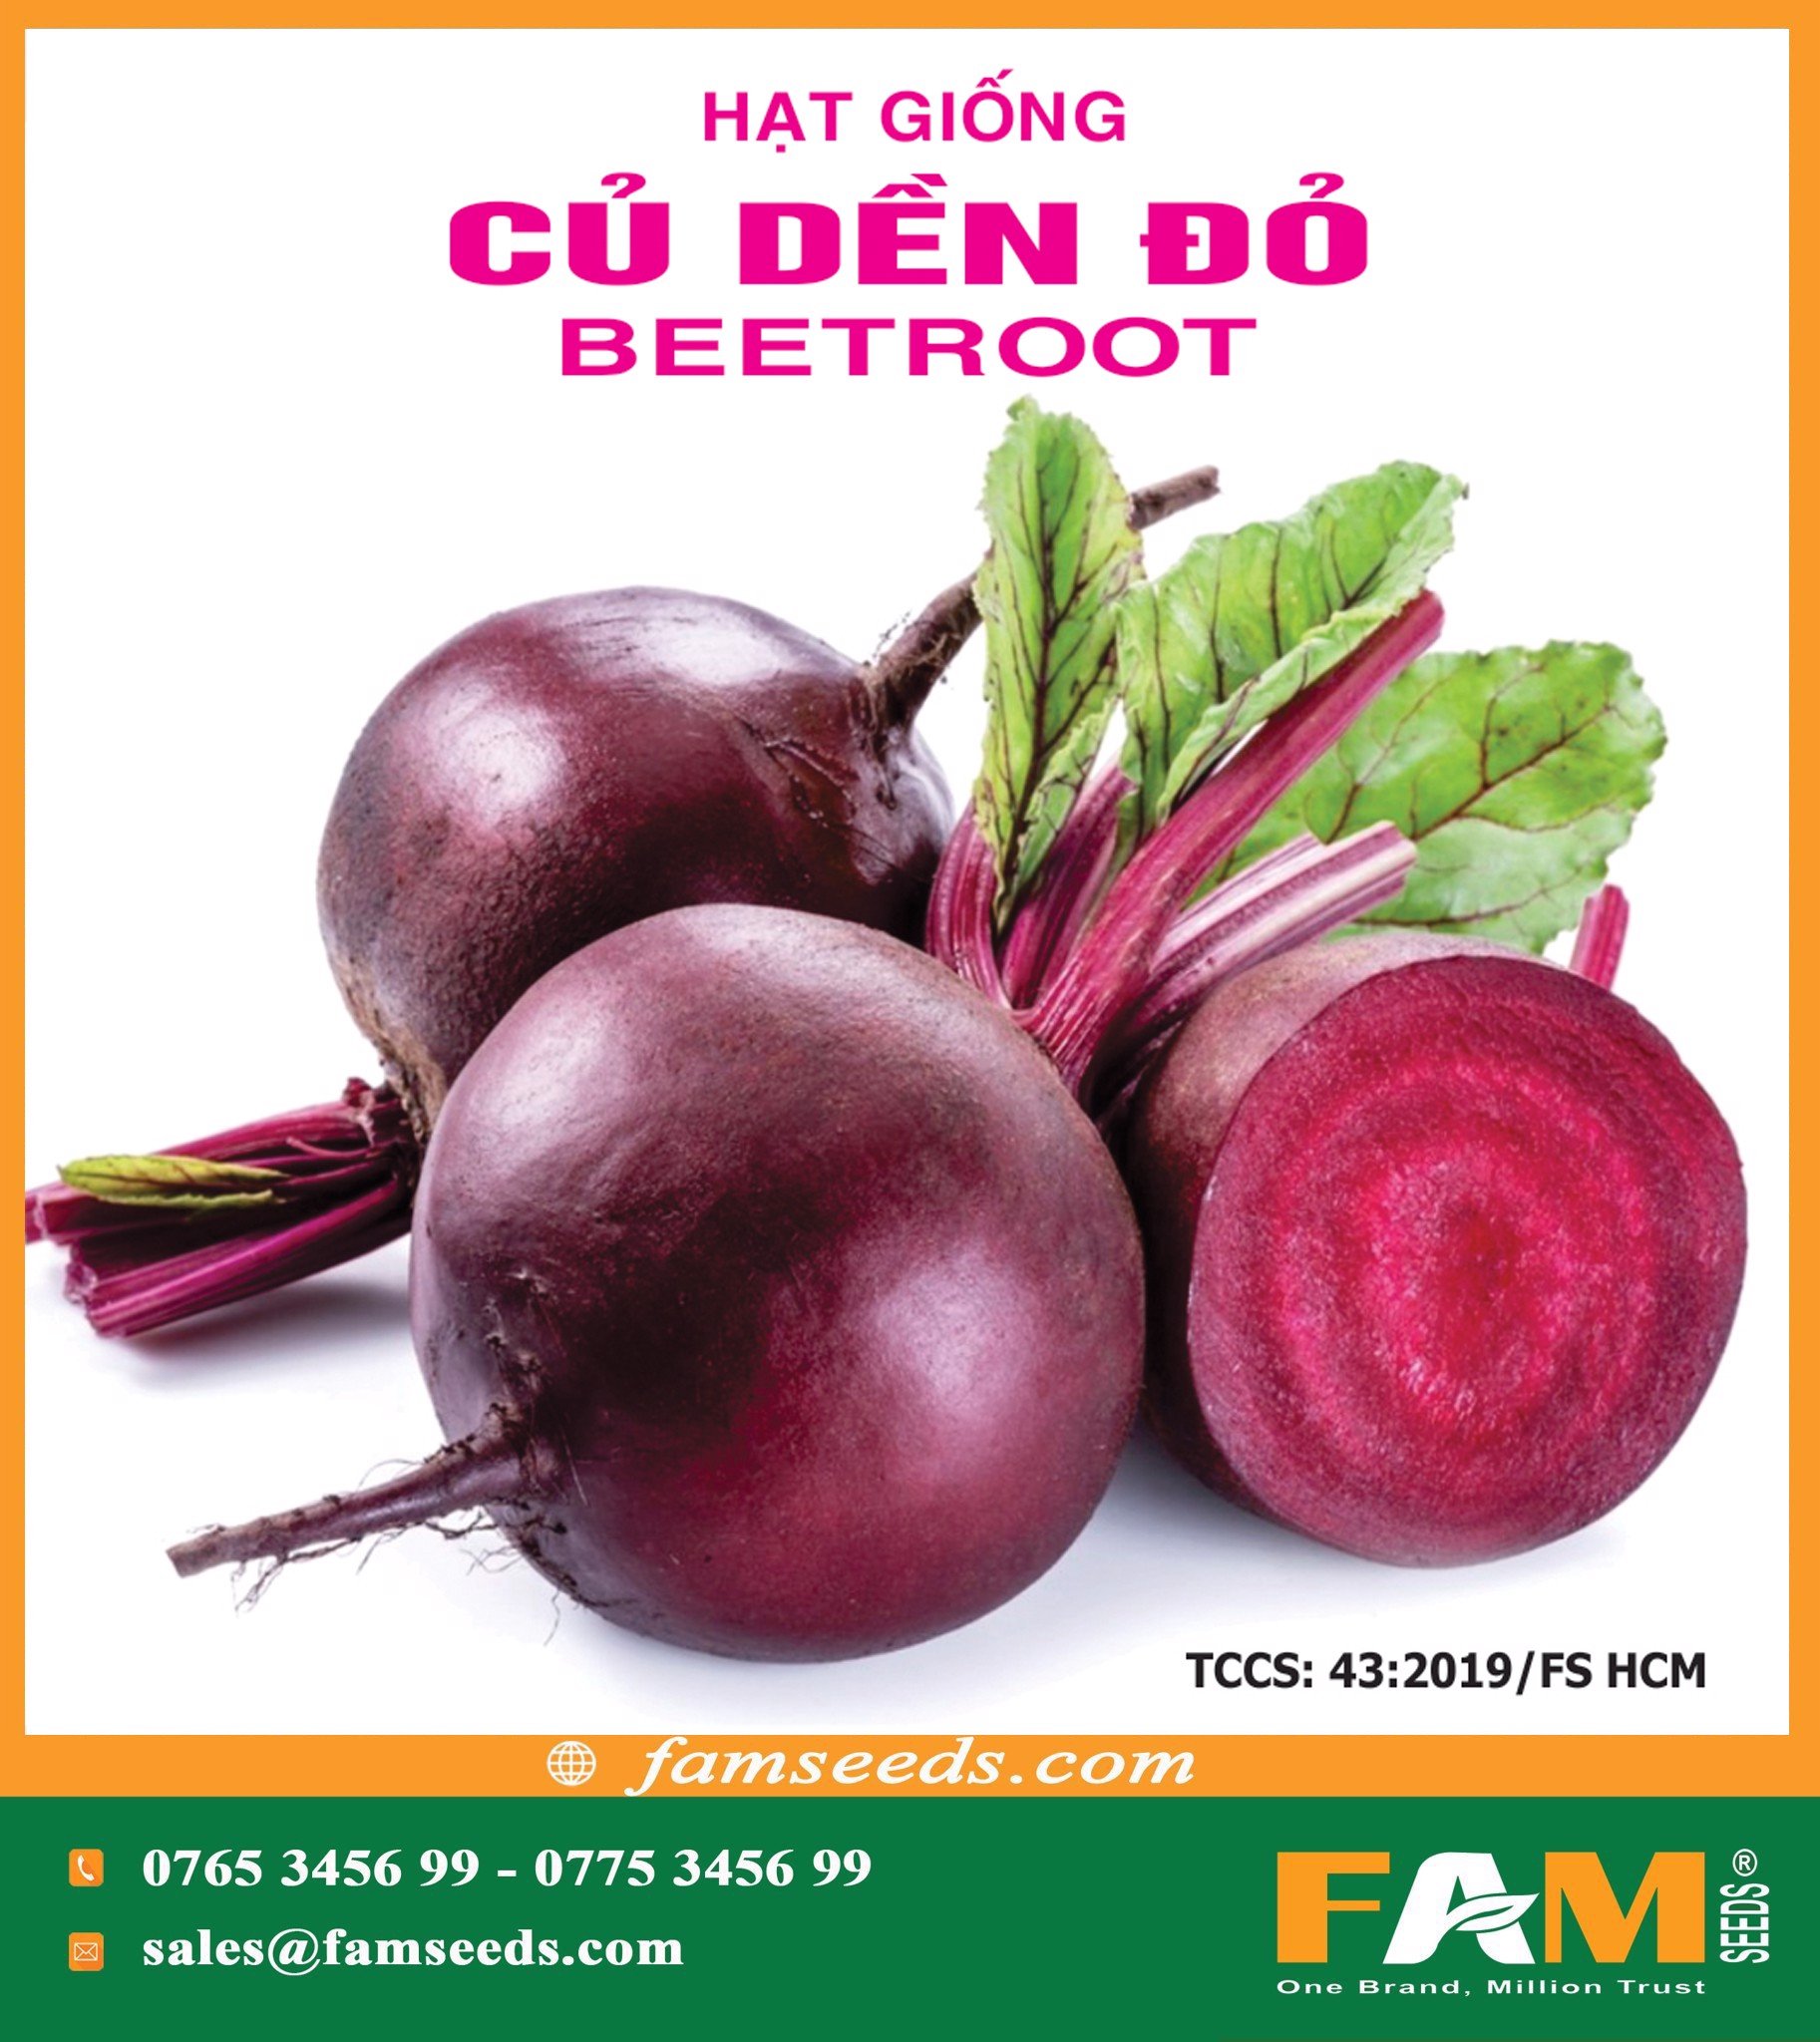 HẠT GIỐNG
CỦ DỀN ĐỎ
BEETROOT
TCCS: 43:2019/FS HCM
famseeds.com
0765 3456 99 - 0775 3456 99
sales@famseeds.com
FAM SEEDS®
One Brand, Million Trust